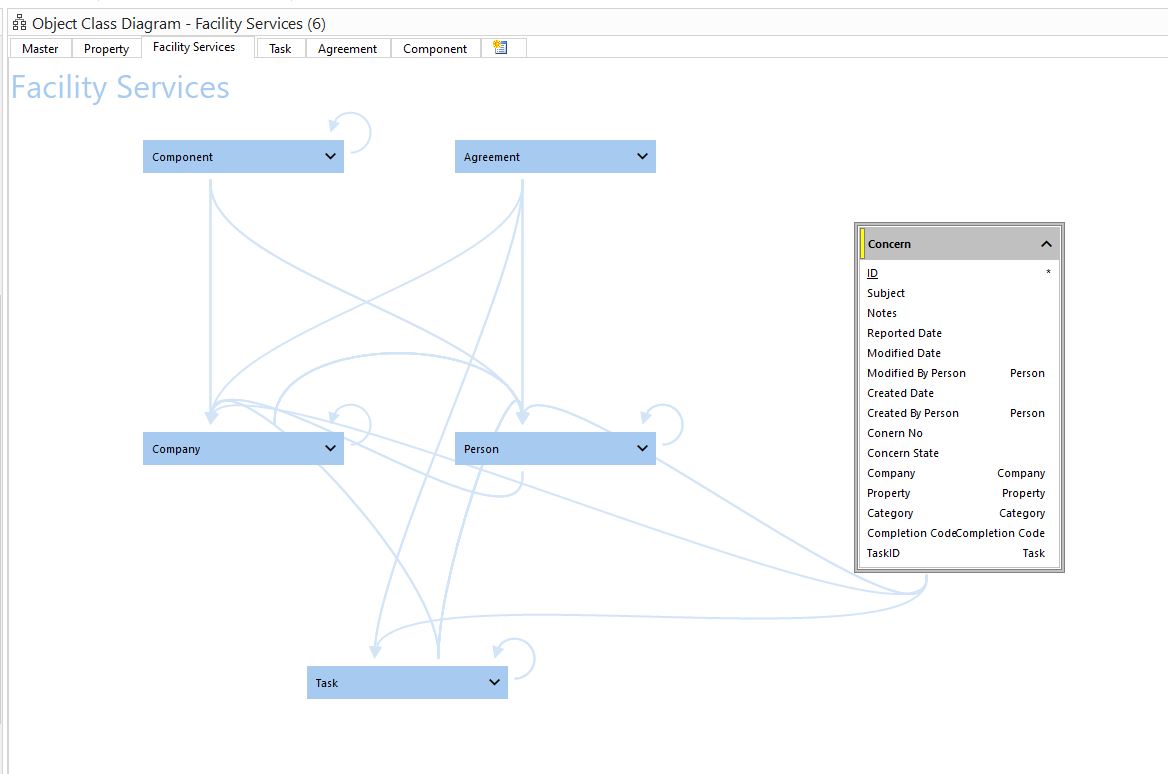 Object Class Diagram - Facility Services (6)
Master Property Facility Services Task Agreement Component
Facility Services
Component
Agreement
Concern
ID *
Subject
Notes
Reported Date
Modified Date
Modified By Person Person
Created Date
Created By Person Person
Conern No
Concern State
Company Company
Property Property
Category Category
Completion Code Completion Code
TaskID Task
Company
Person
Task